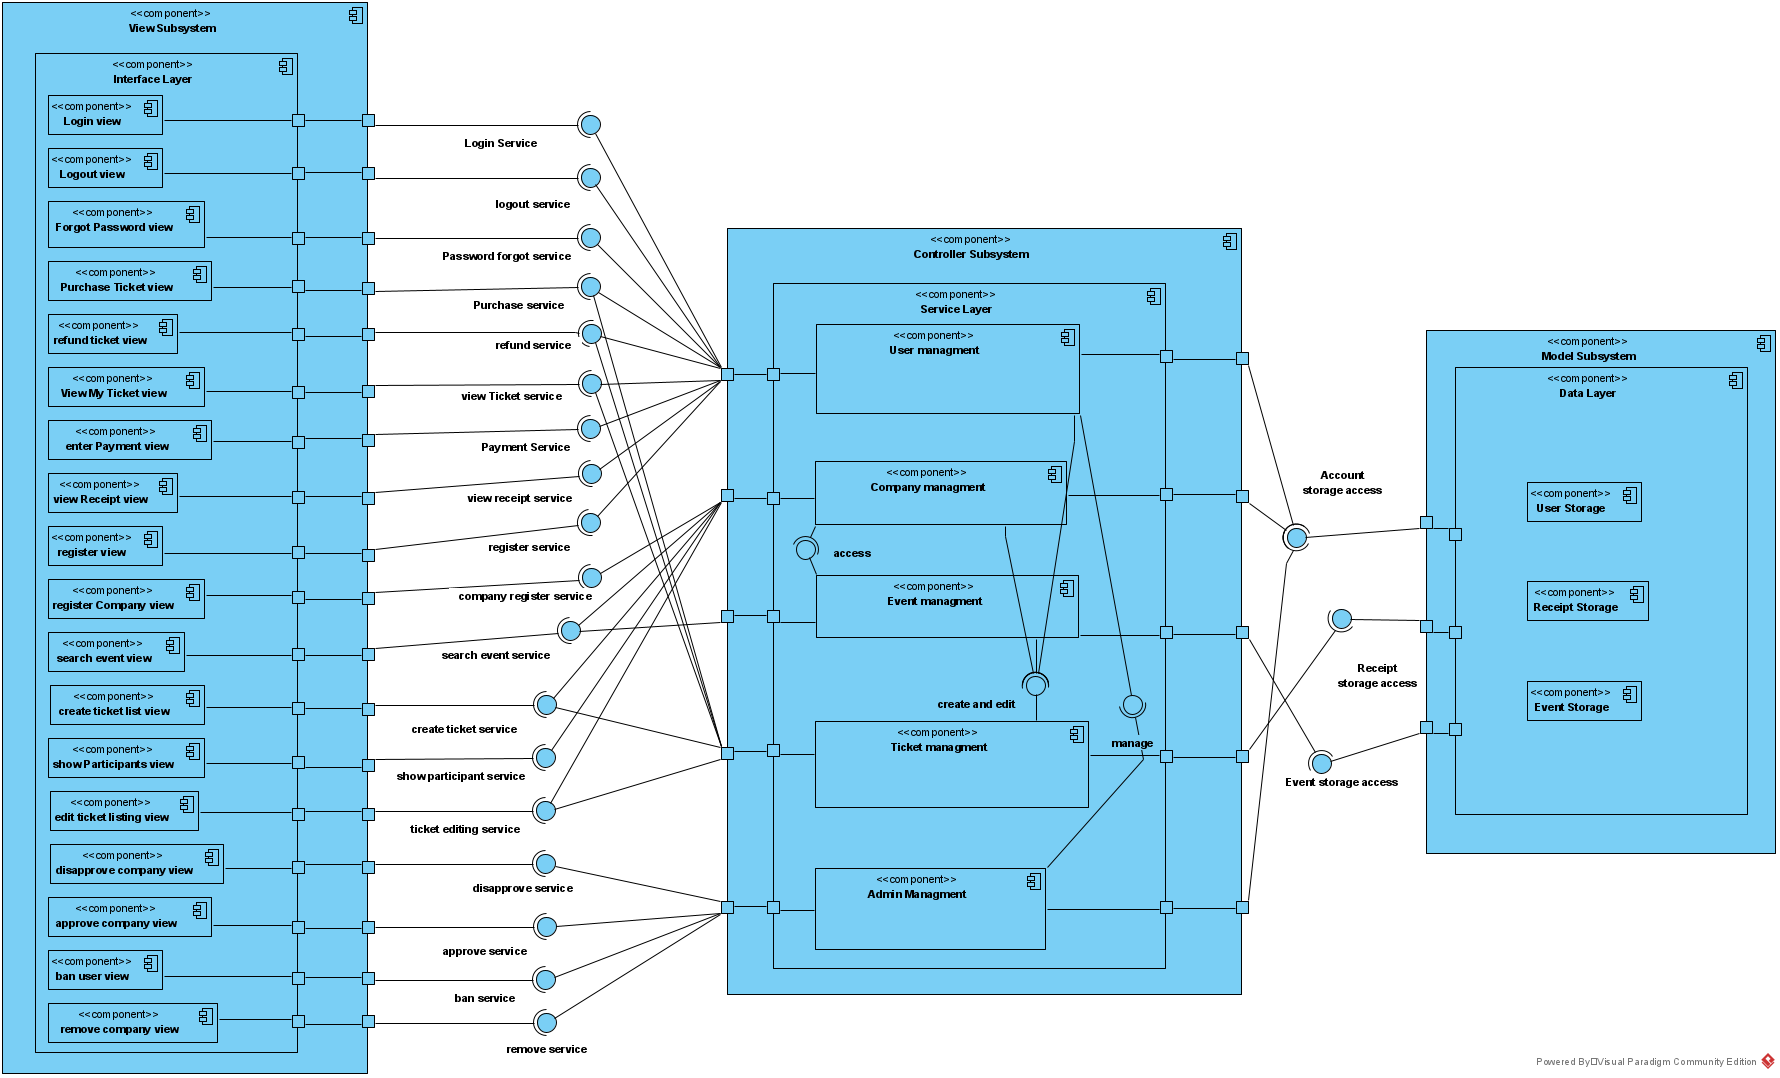 <<component>>
View Subsystem
<<component>>
Interface Layer
<<component>>
Login view
<<component>>
Logout view
<<component>>
Forgot Password view
<<component>>
Purchase Ticket view
<<component>>
refund ticket view
<<component>>
View My Ticket view
<<component>>
enter Payment view
<<component>>
view Receipt view
<<component>>
register view
<<component>>
register Company view
<<component>>
search event view
<<component>>
create ticket list view
<<component>>
show Participants view
<<component>>
edit ticket listing view
<<component>>
disapprove company view
<<component>>
approve company view
<<component>>
ban user view
<<component>>
remove company view
Login Service
logout service
Password forgot service
Purchase service
refund service
view Ticket service
Payment Service
view receipt service
register service
company register service
search event service
create ticket service
show participant service
ticket editing service
disapprove service
approve service
ban service
remove service
<<component>>
Controller Subsystem
<<component>>
Service Layer
<<component>>
User managment
<<component>>
Company managment
access
<<component>>
Event managment
create and edit
<<component>>
Ticket managment
manage
<<component>>
Admin Managment
Account
storage access
Receipt
storage access
Event storage access
<<component>>
Model Subsystem
<<component>>
Data Layer
<<component>>
User Storage
<<component>>
Receipt Storage
<<component>>
Event Storage
Powered By□Visual Paradigm Community Edition